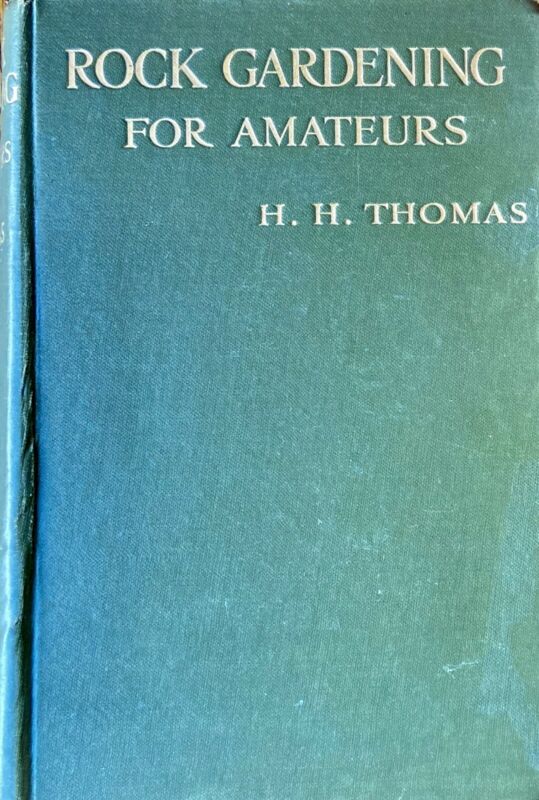 ROCK GARDENING
FOR AMATEURS
H. H. THOMAS
G
S
S